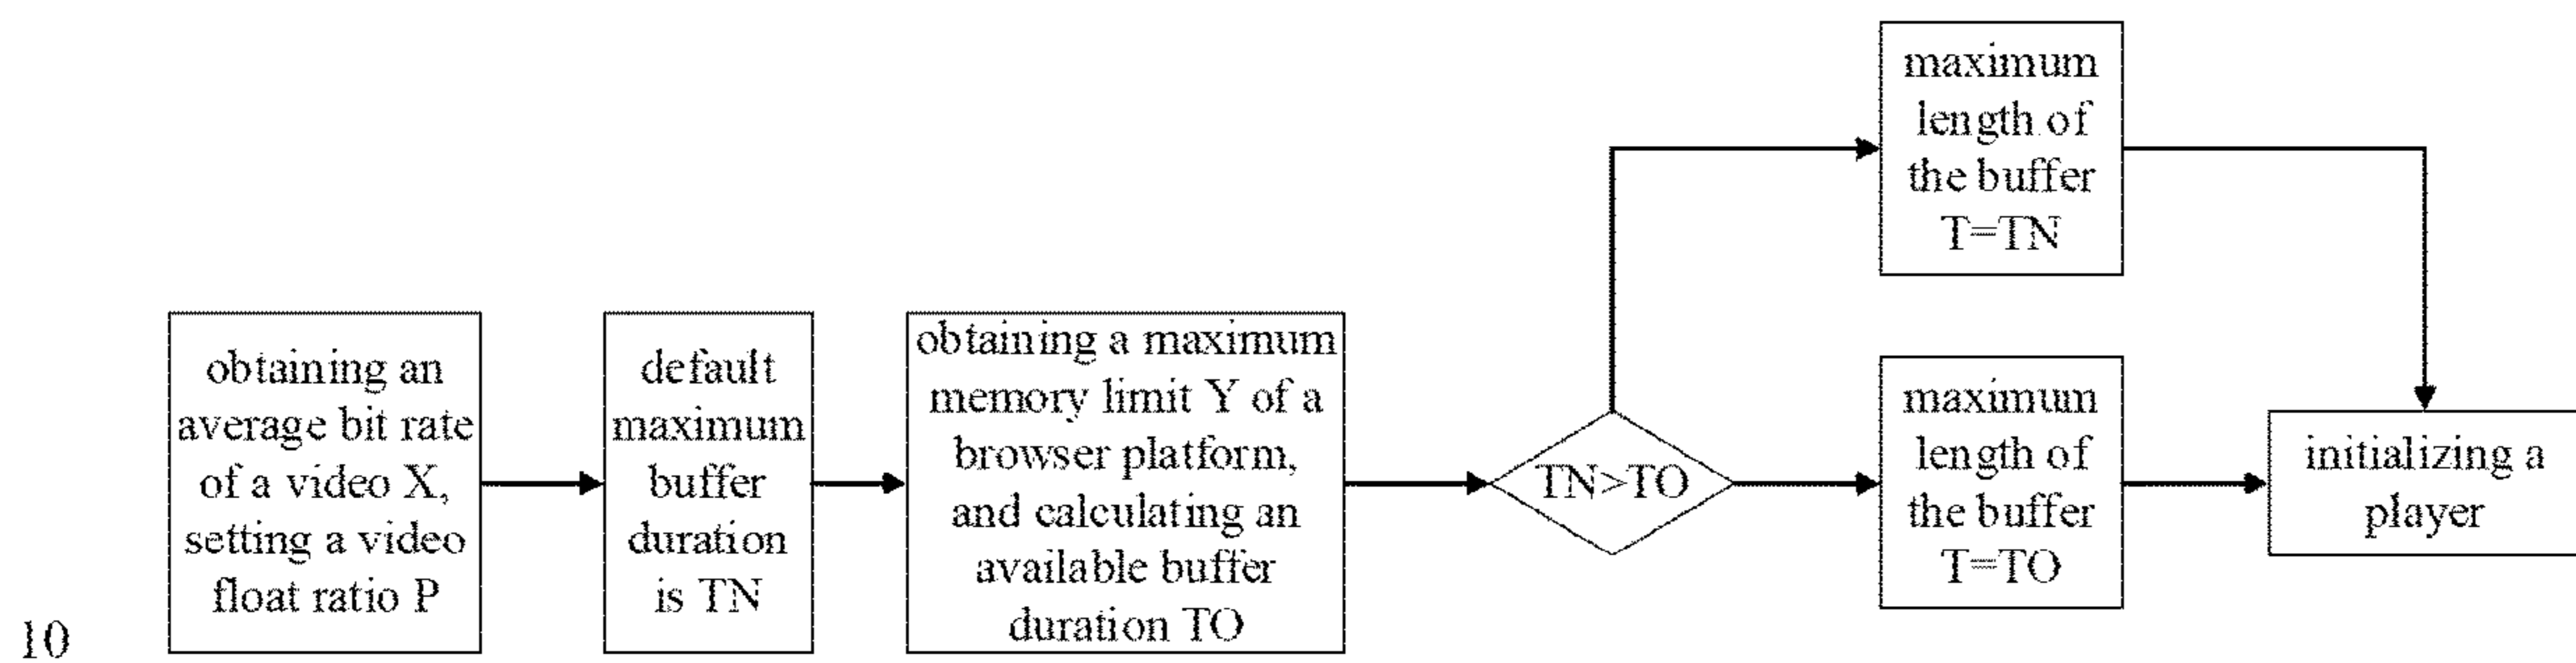 obtaining an
average bit rate
of a video X,
setting a video
float ratio P
default
maximum
buffer
duration
is TN
obtaining a maximum
memory limit Y of a
browser platform,
and calculating an
available buffer
duration TO
TN>TO
maximum
length of
the buffer
T=TN
maximum
length of
the buffer
T=TO
initializing a
player
10